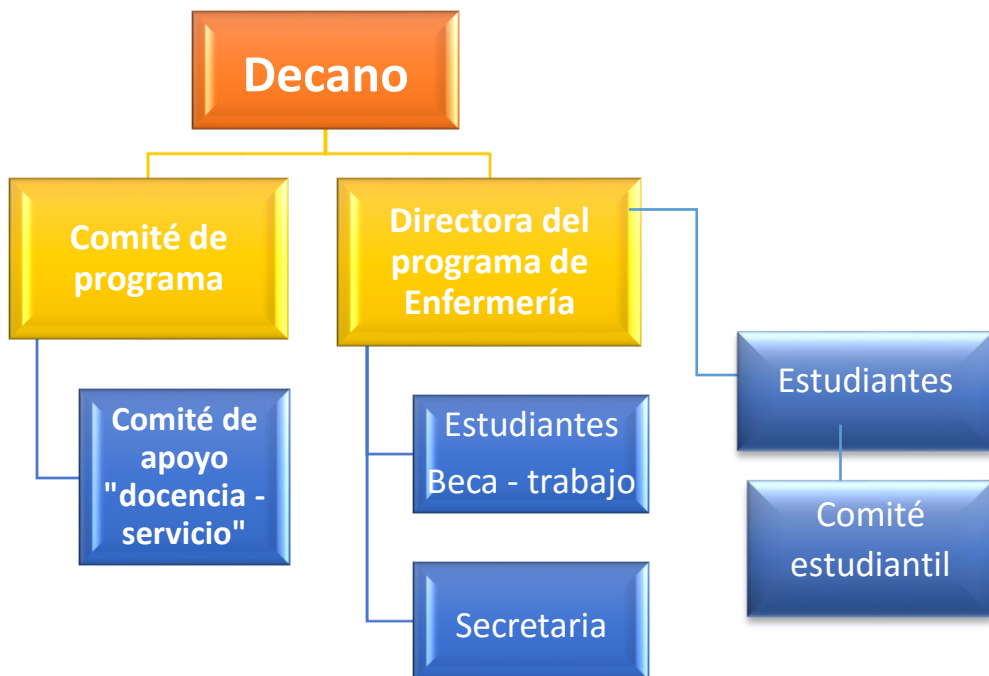 Decano
Comité de
programa
Directora del
programa de
Enfermería
Comité de
apoyo
"docencia -
servicio"
Estudiantes
Beca - trabajo
Secretaria
Estudiantes
Comité
estudiantil